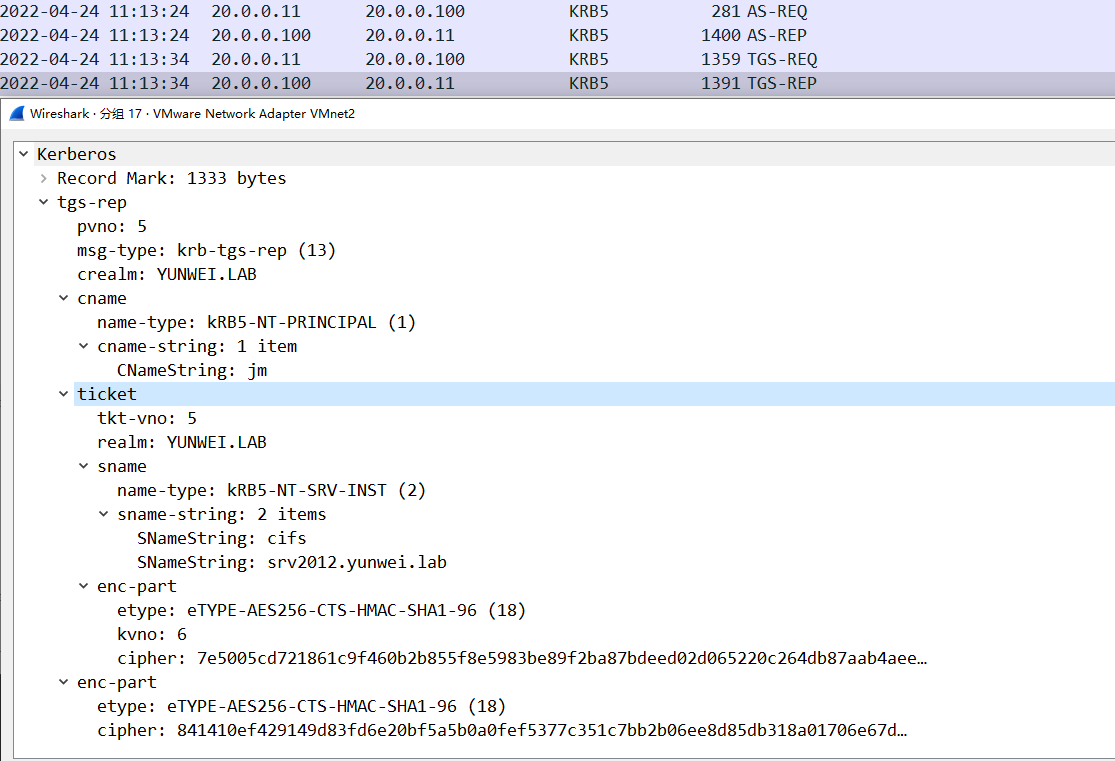 2022-04-24 11:13:24 20.0.0.11 20.0.0.100 KRB5 281 AS-REQ
2022-04-24 11:13:24 20.0.0.100 20.0.0.11 KRB5 1400 AS-REP
2022-04-24 11:13:34 20.0.0.11 20.0.0.100 KRB5 1359 TGS-REQ
2022-04-24 11:13:34 20.0.0.100 20.0.0.11 KRB5 1391 TGS-REP
Wireshark · 分组 17 · VMware Network Adapter VMnet2
Kerberos
Record Mark: 1333 bytes
tgs-rep
pvno: 5
msg-type: krb-tgs-rep (13)
crealm: YUNWEI.LAB
cname
name-type: kRB5-NT-PRINCIPAL (1)
cname-string: 1 item
CNameString: jm
ticket
tkt-vno: 5
realm: YUNWEI.LAB
sname
name-type: kRB5-NT-SRV-INST (2)
sname-string: 2 items
SNameString: cifs
SNameString: srv2012.yunwei.lab
enc-part
etype: eTYPE-AES256-CTS-HMAC-SHA1-96 (18)
kvno: 6
cipher: 7e5005cd721861c9f460b2b855f8e5983be89f2ba87bdeed02d065220c264db87aab4aee…
enc-part
etype: eTYPE-AES256-CTS-HMAC-SHA1-96 (18)
cipher: 841410ef429149d83fd6e20bf5a5b0a0fef5377c351c7bb2b06ee8d85db318a01706e67d…